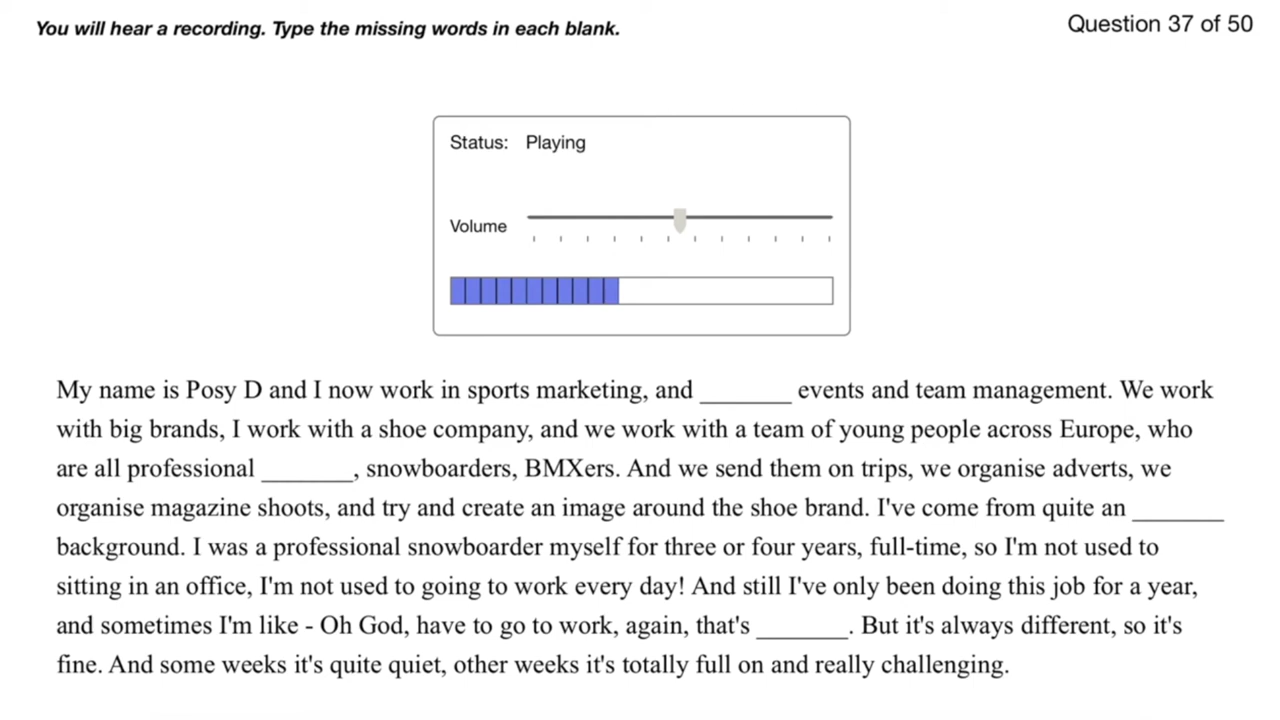 You will hear a recording. Type the missing words in each blank.
Question 37 of 50
Status: Playing
Volume
My name is Posy D and I now work in sports marketing, and _______ events and team management. We work
with big brands, I work with a shoe company, and we work with a team of young people across Europe, who
are all professional _______, snowboarders, BMXers. And we send them on trips, we organise adverts, we
organise magazine shoots, and try and create an image around the shoe brand. I've come from quite an _______
background. I was a professional snowboarder myself for three or four years, full-time, so I'm not used to
sitting in an office, I'm not used to going to work every day! And still I've only been doing this job for a year,
and sometimes I'm like - Oh God, have to go to work, again, that's _______. But it's always different, so it's
fine. And some weeks it's quite quiet, other weeks it's totally full on and really challenging.